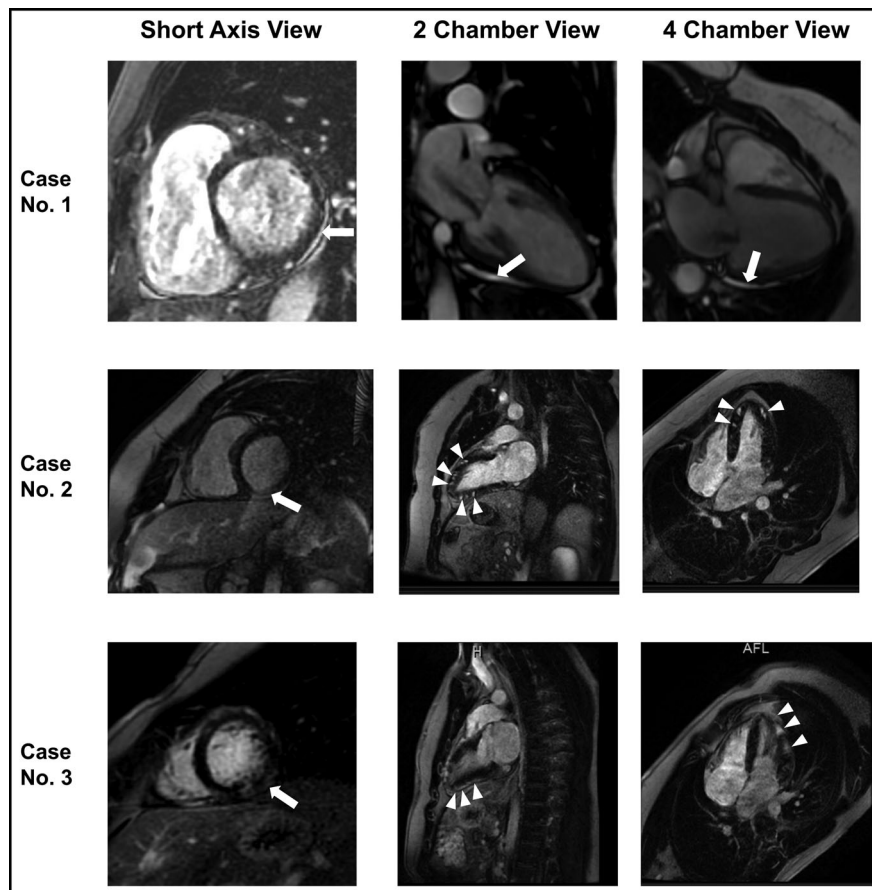 Short Axis View
2 Chamber View
4 Chamber View
Case
No. 1
Case
No. 2
H
AFL
Case
No. 3